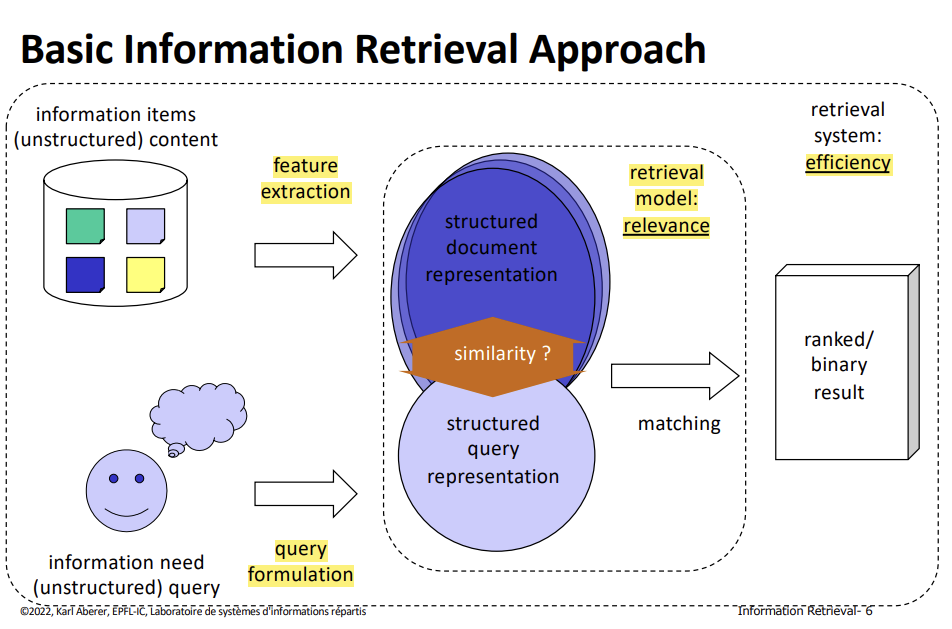 Basic Information Retrieval Approach
information items
(unstructured) content
feature
extraction
structured
document
representation
retrieval
model:
relevance
retrieval
system:
efficiency
similarity ?
ranked/
binary
result
matching
structured
query
representation
information need
(unstructured) query
query
formulation
©2022, Karl Aberer, EPFL-IC, Laboratoire de systèmes d'informations répartis
Information Retrieval- 6